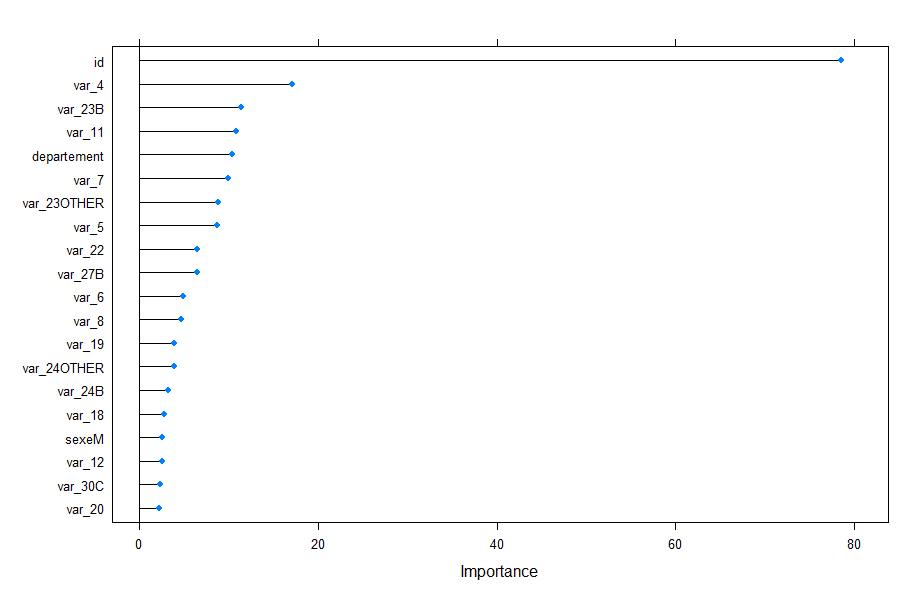 id
var_4
var_23B
var_11
departement
var_7
var_23OTHER
var_5
var_22
var_27B
var_6
var_8
var_19
var_24OTHER
var_24B
var_18
sexeM
var_12
var_30C
var_20
0 20 40 60 80
Importance